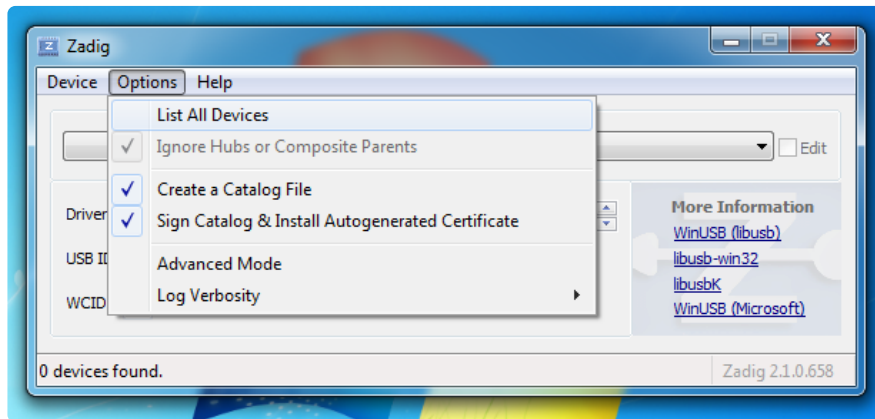 Zadig
Device Options Help
List All Devices
Ignore Hubs or Composite Parents
Edit
Create a Catalog File
Sign Catalog & Install Autogenerated Certificate
Advanced Mode
Log Verbosity
Driver
USB ID
WCID
More Information
WinUSB (libusb)
libusb-win32
libusbK
WinUSB (Microsoft)
0 devices found.
Zadig 2.1.0.658